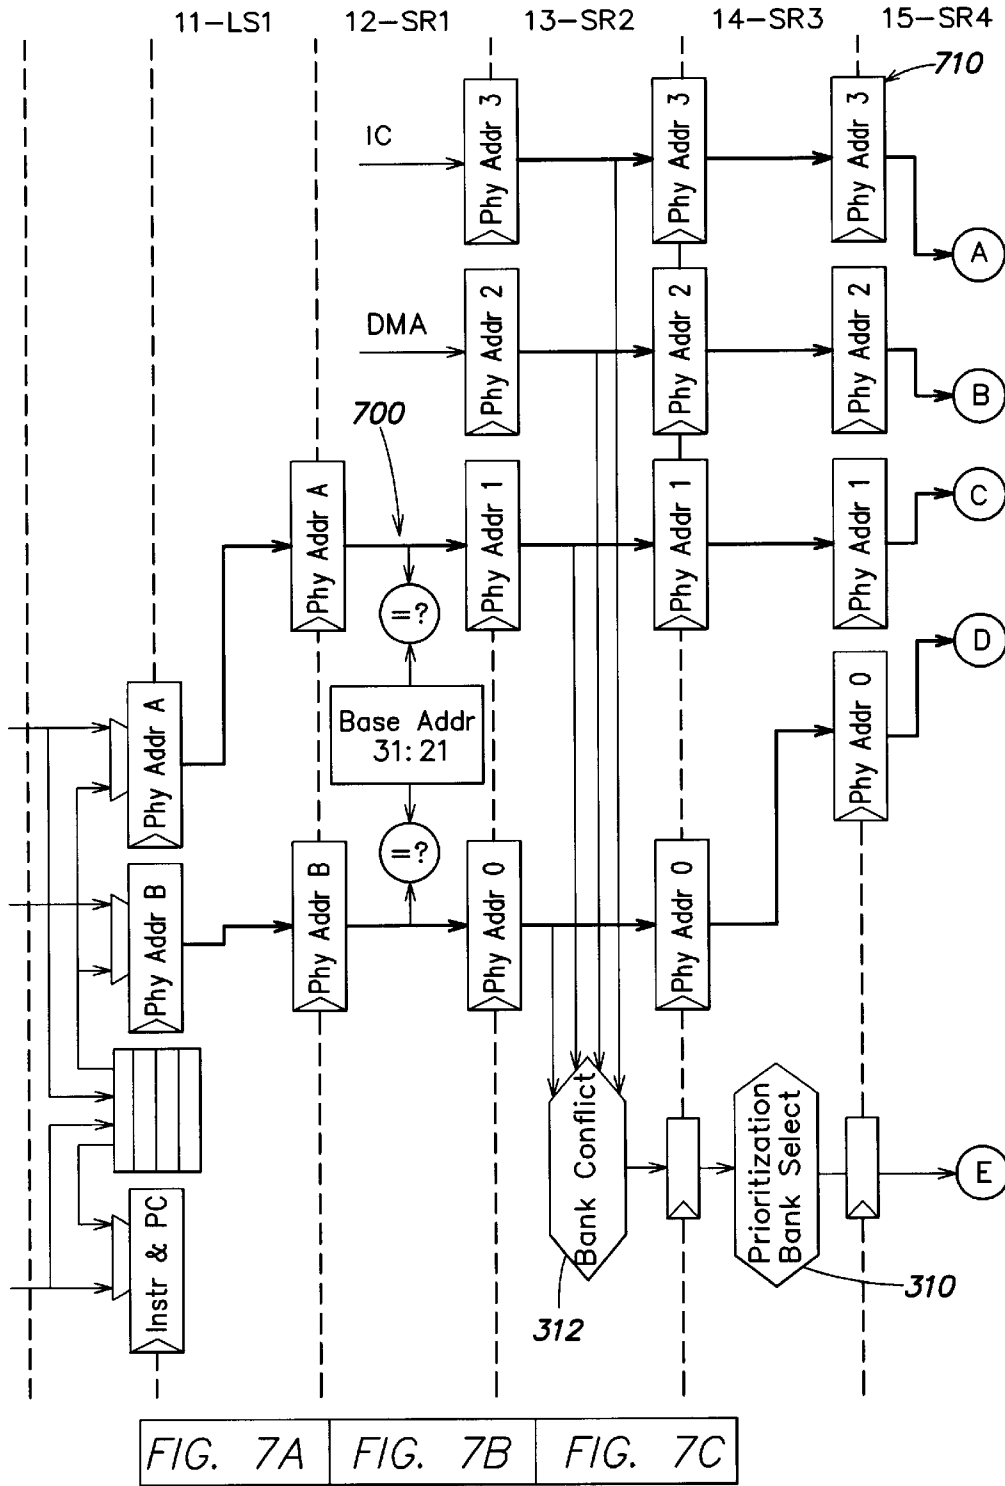 11-LS1 12-SR1 13-SR2 14-SR3 15-SR4
710
IC
Phy Addr 3
Phy Addr 3
Phy Addr 3
A
DMA
Phy Addr 2
Phy Addr 2
Phy Addr 2
B
700
Phy Addr A
Phy Addr 1
Phy Addr 1
Phy Addr 1
C
=?
D
Phy Addr A
Base Addr
31:21
Phy Addr 0
=?
Phy Addr B
Phy Addr B
Phy Addr 0
Phy Addr 0
Bank Conflict
Prioritization
Bank Select
E
Instr & PC
312
310
FIG. 7A FIG. 7B FIG. 7C